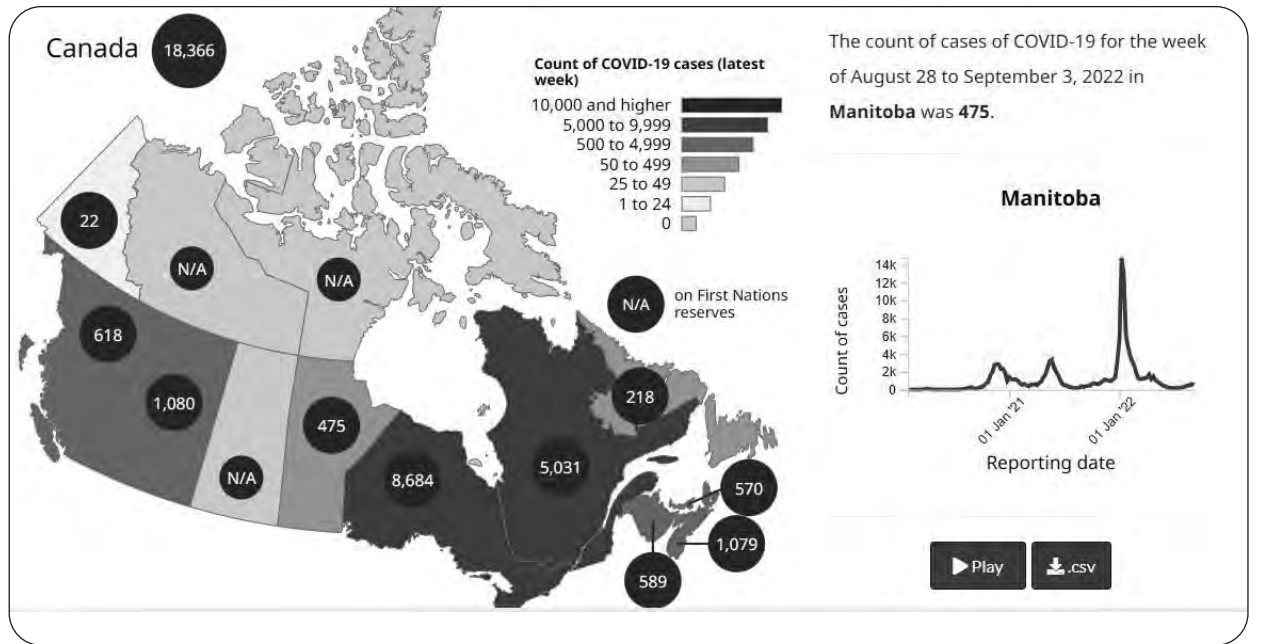 Canada 18,366
Count of COVID-19 cases (latest
week)
10,000 and higher
5,000 to 9,999
500 to 4,999
50 to 499
25 to 49
1 to 24
0
N/A on First Nations
reserves
22
N/A
N/A
618
1,080
N/A
475
8,684
5,031
218
570
1,079
589
The count of cases of COVID-19 for the week
of August 28 to September 3, 2022 in
Manitoba was 475.
Manitoba
Count of cases
14k
12k
10k
8k
6k
4k
2k
0
01 Jan '21
01 Jan '22
Reporting date
Play
.csv